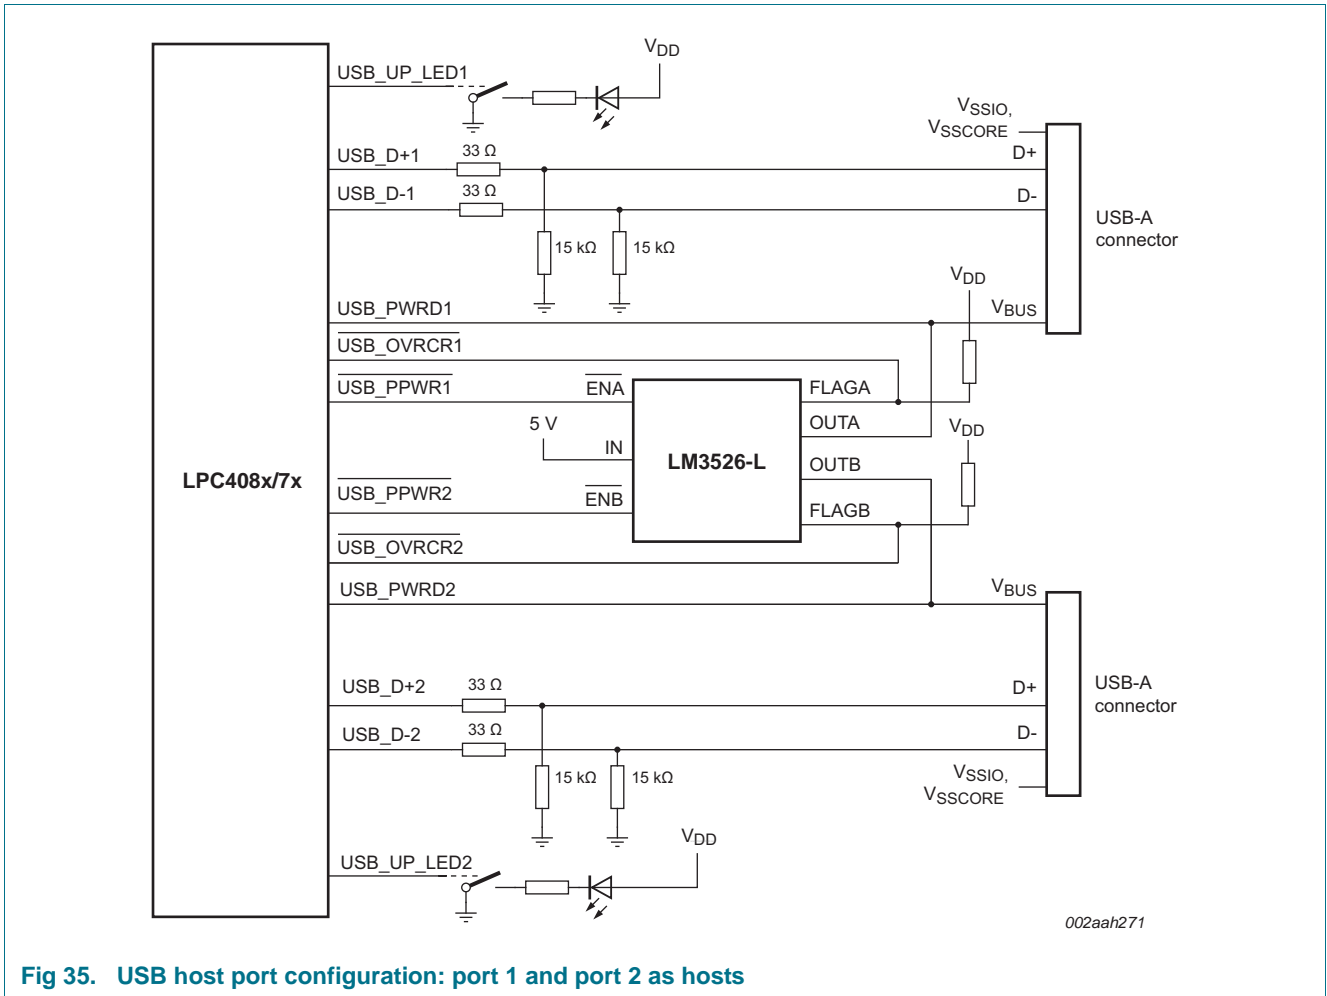 VDD
USB_UP_LED1
VSSIO,
VSSCORE
33 Ω
USB_D+1
D+
33 Ω
USB_D-1
D-
USB-A
connector
15 kΩ
15 kΩ
VDD
USB_PWRD1
VBUS
USB_OVRCR1
USB_PPWR1
ENA
FLAGA
5 V
OUTA
VDD
IN
LM3526-L
OUTB
LPC408x/7x
USB_PPWR2
ENB
FLAGB
USB_OVRCR2
USB_PWRD2
VBUS
USB_D+2
33 Ω
D+
USB-A
connector
USB_D-2
33 Ω
D-
15 kΩ
15 kΩ
VSSIO,
VSSCORE
VDD
USB_UP_LED2
002aah271
Fig 35. USB host port configuration: port 1 and port 2 as hosts